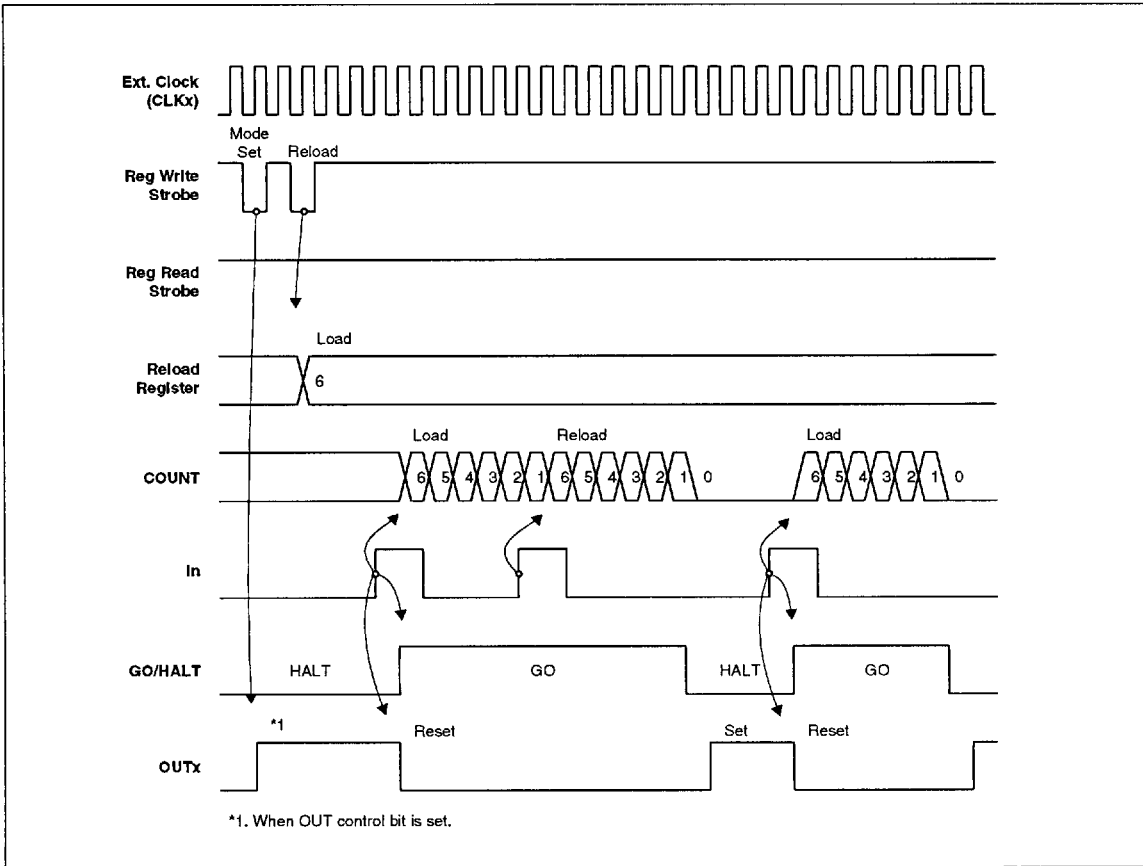 Ext. Clock
(CLKx)
Mode
Set
Reload
Reg Write
Strobe
Reg Read
Strobe
Load
Reload
Register
6
Load
Reload
Load
COUNT
6 5 4 3 2 1 6 5 4 3 2 1 0
6 5 4 3 2 1 0
In
GO/HALT
HALT
GO
HALT
GO
*1
Reset
Set
Reset
OUTx
*1. When OUT control bit is set.